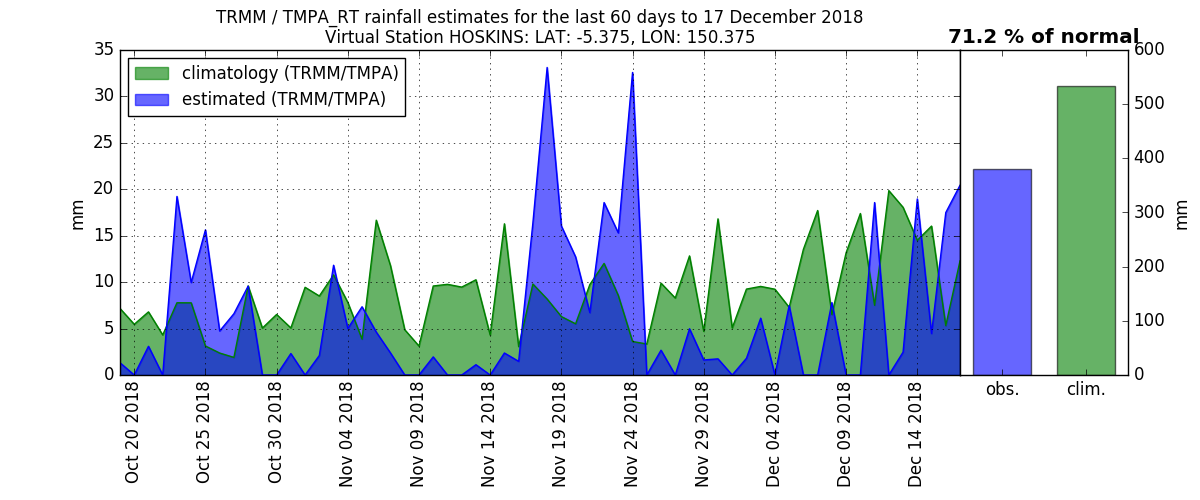 TRMM / TMPA_RT rainfall estimates for the last 60 days to 17 December 2018
Virtual Station HOSKINS: LAT: -5.375, LON: 150.375
71.2 % of normal
climatology (TRMM/TMPA)
estimated (TRMM/TMPA)
35
30
25
20
15
10
5
0
mm
Oct 20 2018
Oct 25 2018
Oct 30 2018
Nov 04 2018
Nov 09 2018
Nov 14 2018
Nov 19 2018
Nov 24 2018
Nov 29 2018
Dec 04 2018
Dec 09 2018
Dec 14 2018
obs.
clim.
600
500
400
300
200
100
0
mm